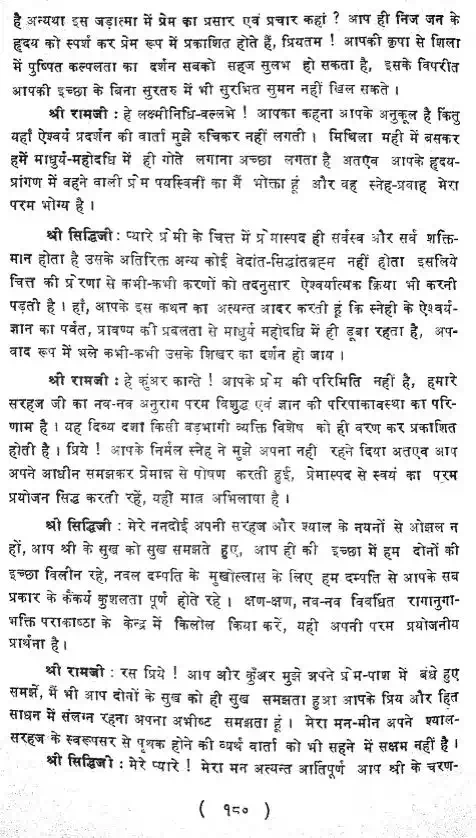 है अन्यथा इस जड़ात्मा में प्रेम का प्रसार एवं प्रचार कहां ? आप ही निज जन के
हृदय को स्पर्श कर प्रेम रूप में प्रकाशित होते हैं, प्रियतम ! आपकी कृपा से शिला
में पुष्पित कल्पलता का दर्शन सबको सहज सुलभ हो सकता है, इसके विपरीत
आपकी इच्छा के बिना सुरतरु में भी सुरभित सुमन नहीं खिल सकते ।
श्री रामजी : हे लक्ष्मीनिधि-वल्लभे ! आपका कहना आपके अनुकूल है किंतु
यहाँ ऐश्वर्य प्रदर्शन की वार्ता मुझे रुचिकर नहीं लगती । मिथिला मही में बसकर
हमें माधुर्य-महोदधि में ही गोते लगाना अच्छा लगता है अतएव आपके हृदय-
प्रांगण में बहने वाली प्रेम पयस्विनी का मैं भोक्ता हूं और वह स्नेह-प्रवाह मेरा
परम भोग्य है ।
श्री सिद्धिजी : प्यारे प्रेमी के चित्त में प्रेमास्पद ही सर्वस्व और सर्व शक्ति-
मान होता है उसके अतिरिक्त अन्य कोई वेदांत-सिद्धांतब्रह्म नहीं होता इसलिये
चित्त की प्रेरणा से कभी-कभी करणों को तदनुसार ऐश्वर्यात्मक क्रिया भी करनी
पड़ती है । हाँ, आपके इस कथन का अत्यन्त आदर करती हूं कि स्नेही के ऐश्वर्य-
ज्ञान का पर्वत, प्रावण्य की प्रबलता से माधुर्य महोदधि में ही डूबा रहता है, अप-
वाद रूप में भले कभी-कभी उसके शिखर का दर्शन हो जाय ।
श्री रामजी : हे कुंअर कान्ते ! आपके प्रेम की परिमिति नहीं है, हमारे
सरहज जी का नव-नव अनुराग परम विशुद्ध एवं ज्ञान की परिपाकावस्था का परि-
णाम है । यह दिव्य दशा किसी बड़भागी व्यक्ति विशेष को ही वरण कर प्रकाशित
होती है । प्रिये ! आपके निर्मल स्नेह ने मुझे अपना नहीं रहने दिया अतएव आप
अपने आधीन समझकर प्रेमान्न से पोषण करती हुई, प्रेमास्पद से स्वयं का परम
प्रयोजन सिद्ध करती रहें, यही मात्र अभिलाषा है ।
श्री सिद्धिजी : मेरे ननदोई अपनी सरहज और श्याल के नयनों से ओझल न
हों, आप श्री के सुख को सुख समझते हुए, आप ही की इच्छा में हम दोनों की
इच्छा विलीन रहे, नवल दम्पति के मुखोल्लास के लिए हम दम्पति से आपके सब
प्रकार के कैंकर्य कुशलता पूर्ण होते रहे । क्षण-क्षण, नव-नव विवर्धित रागानुगा-
भक्ति पराकाष्ठा के केन्द्र में किलोल किया करें, यही अपनी परम प्रयोजनीय
प्रार्थना है ।
श्री रामजी : रस प्रिये ! आप और कुँअर मुझे अपने प्रेम-पाश में बंधे हुए
समझें, मैं भी आप दोनों के सुख को ही सुख समझता हुआ आपके प्रिय और हित
साधन में संलग्न रहना अपना अभीष्ट समझता हूं । मेरा मन-मीन अपने श्याल-
सरहज के स्वरूपसर से पृथक होने की व्यर्थ वार्ता को भी सहने में सक्षम नहीं है ।
श्री सिद्धिजी : मेरे प्यारे ! मेरा मन अत्यन्त आर्तिपूर्ण आप श्री के चरण-
( १८० )